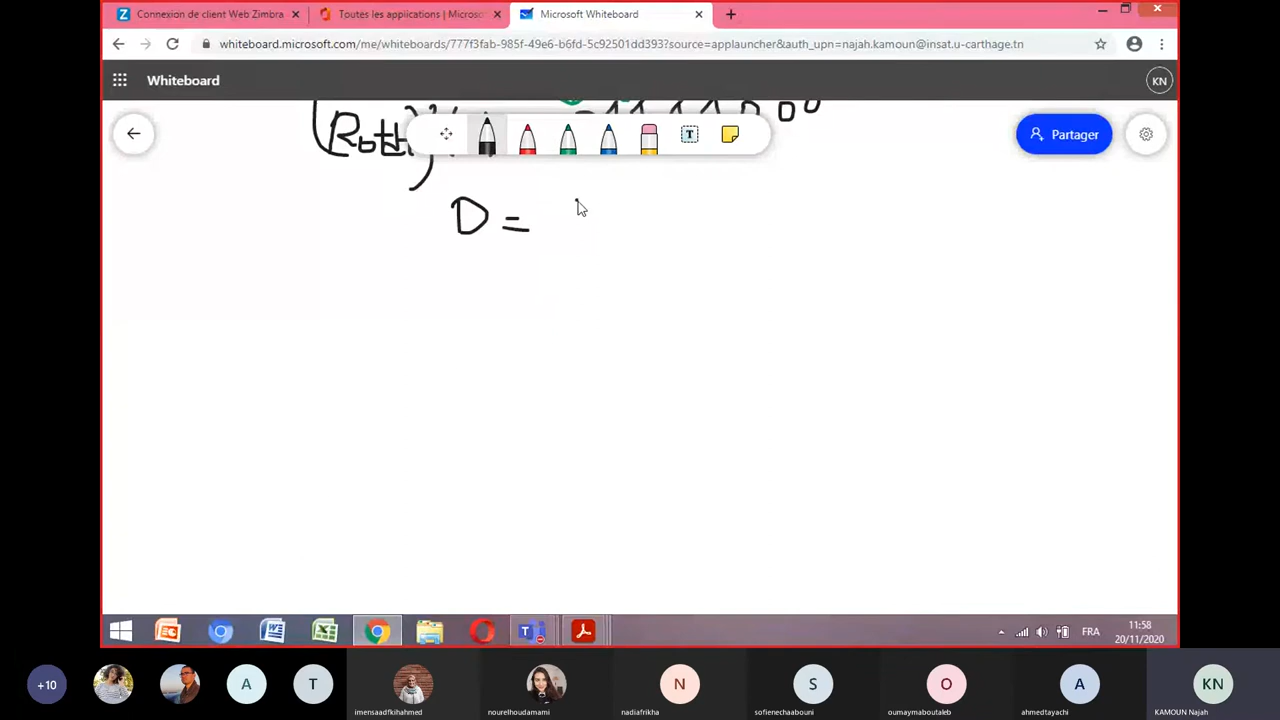 Connexion de client Web Zimbra
Toutes les applications | Microso
Microsoft Whiteboard
whiteboard.microsoft.com/me/whiteboards/777f3fab-985f-49e6-b6fd-5c92501dd393?source=applauncher&auth_upn=najah.kamoun@insat.u-carthage.tn
Whiteboard
KN
Partager
T
D =
11:58
FRA
20/11/2020
+10
A
T
N
S
O
A
KN
imensaadfkihahmed
nourelhoudamami
nadiafrikha
sofienechaabouni
oumaymaboutaleb
ahmedtayachi
KAMOUN Najah